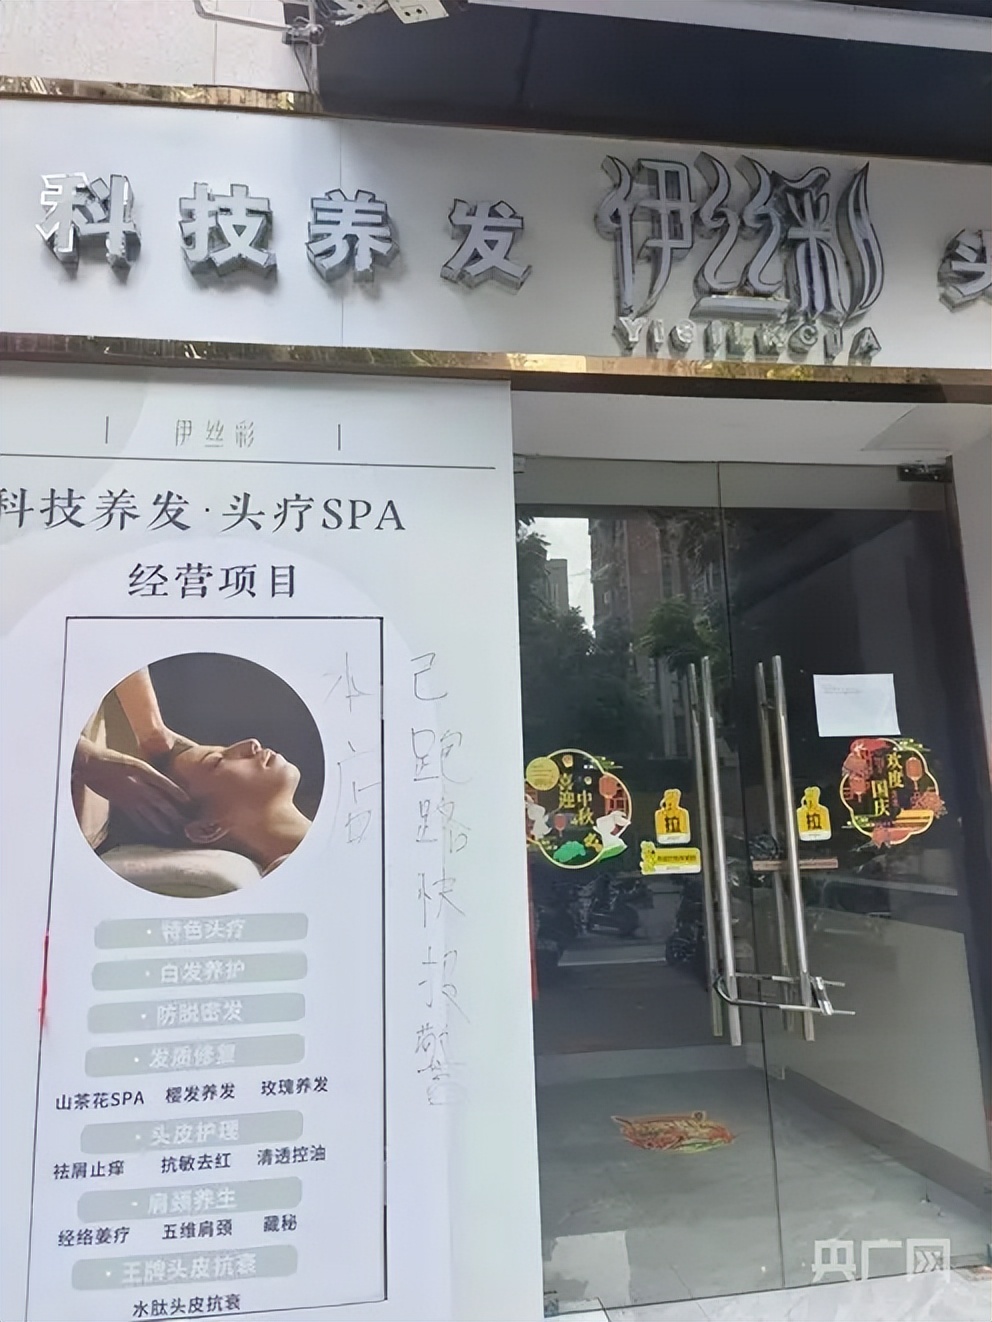 科技养发 伊丝彩 头
伊丝彩
科技养发·头疗SPA
经营项目
本店
已跑路快报警
·特色头疗
·白发养护
·防脱密发
·发质修复
山茶花SPA 樱发养发 玫瑰养发
·头皮护理
祛屑止痒 抗敏去红 清透控油
·肩颈养生
经络姜疗 五维肩颈 藏秘
·王牌头皮抗衰
水肽头皮抗衰
喜迎中秋
拉
拉
欢度国庆
央广网